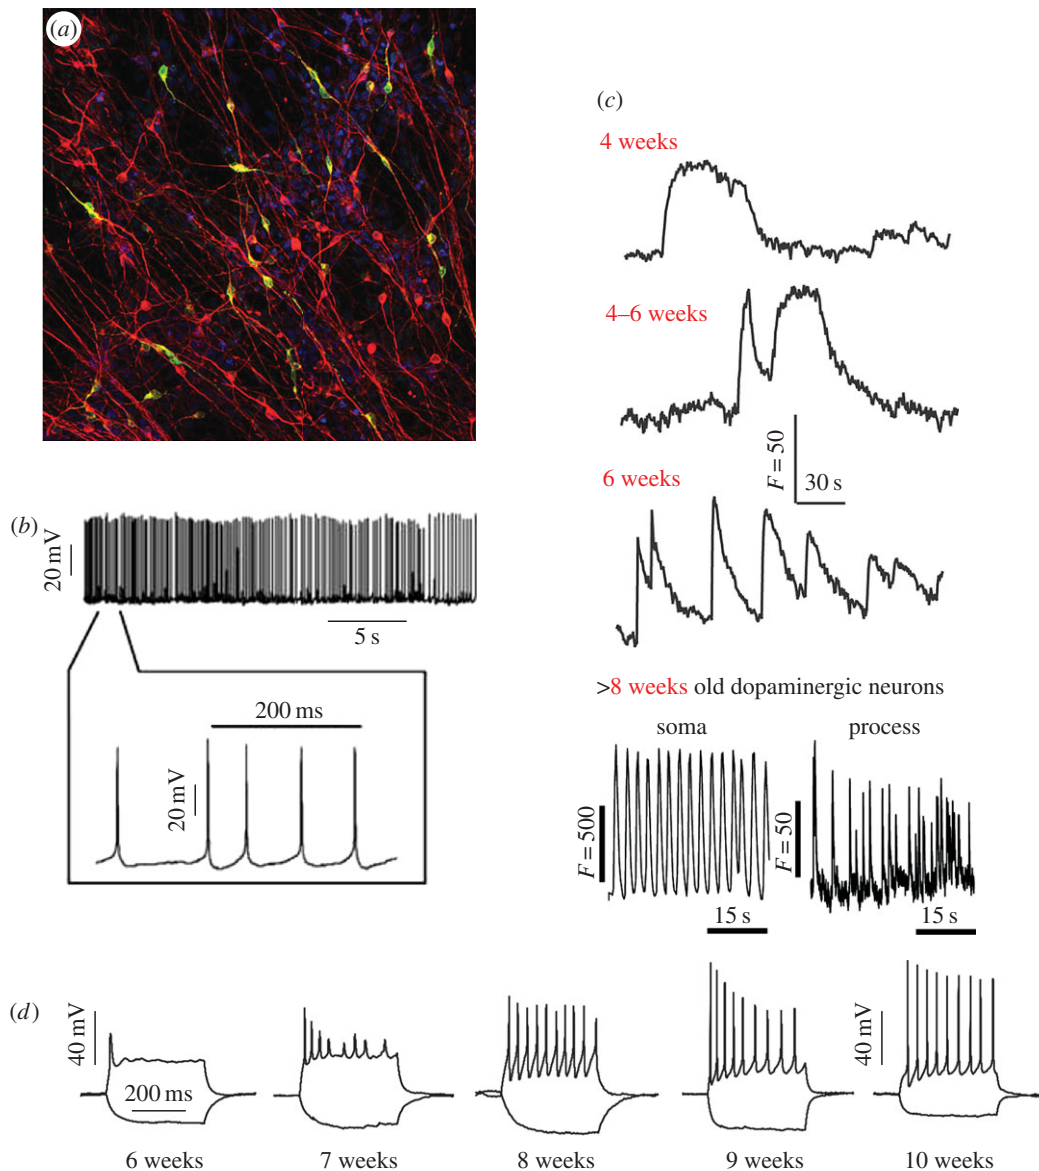 (a)
(b)
20 mV
5 s
200 ms
20 mV
(c)
4 weeks
4–6 weeks
F = 50
30 s
6 weeks
>8 weeks old dopaminergic neurons
soma
process
F = 500
F = 50
15 s
15 s
(d)
40 mV
200 ms
40 mV
6 weeks
7 weeks
8 weeks
9 weeks
10 weeks